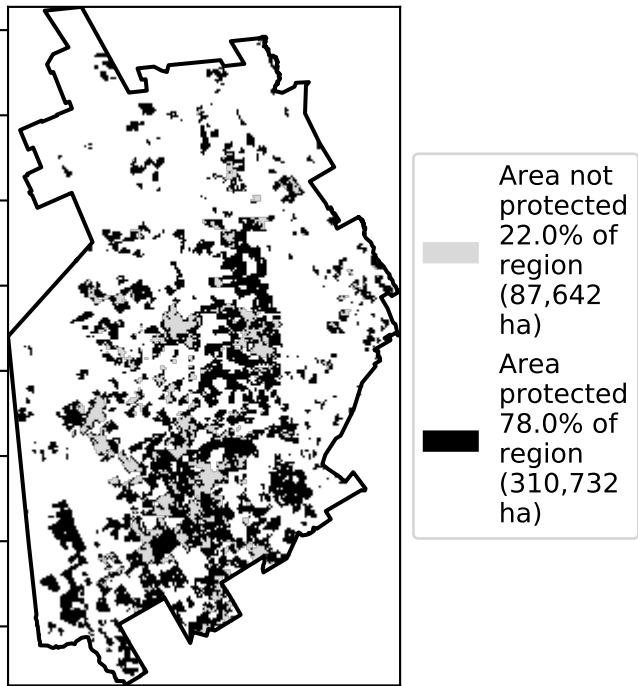 Area not
protected
22.0% of
region
(87,642
ha)
Area
protected
78.0% of
region
(310,732
ha)